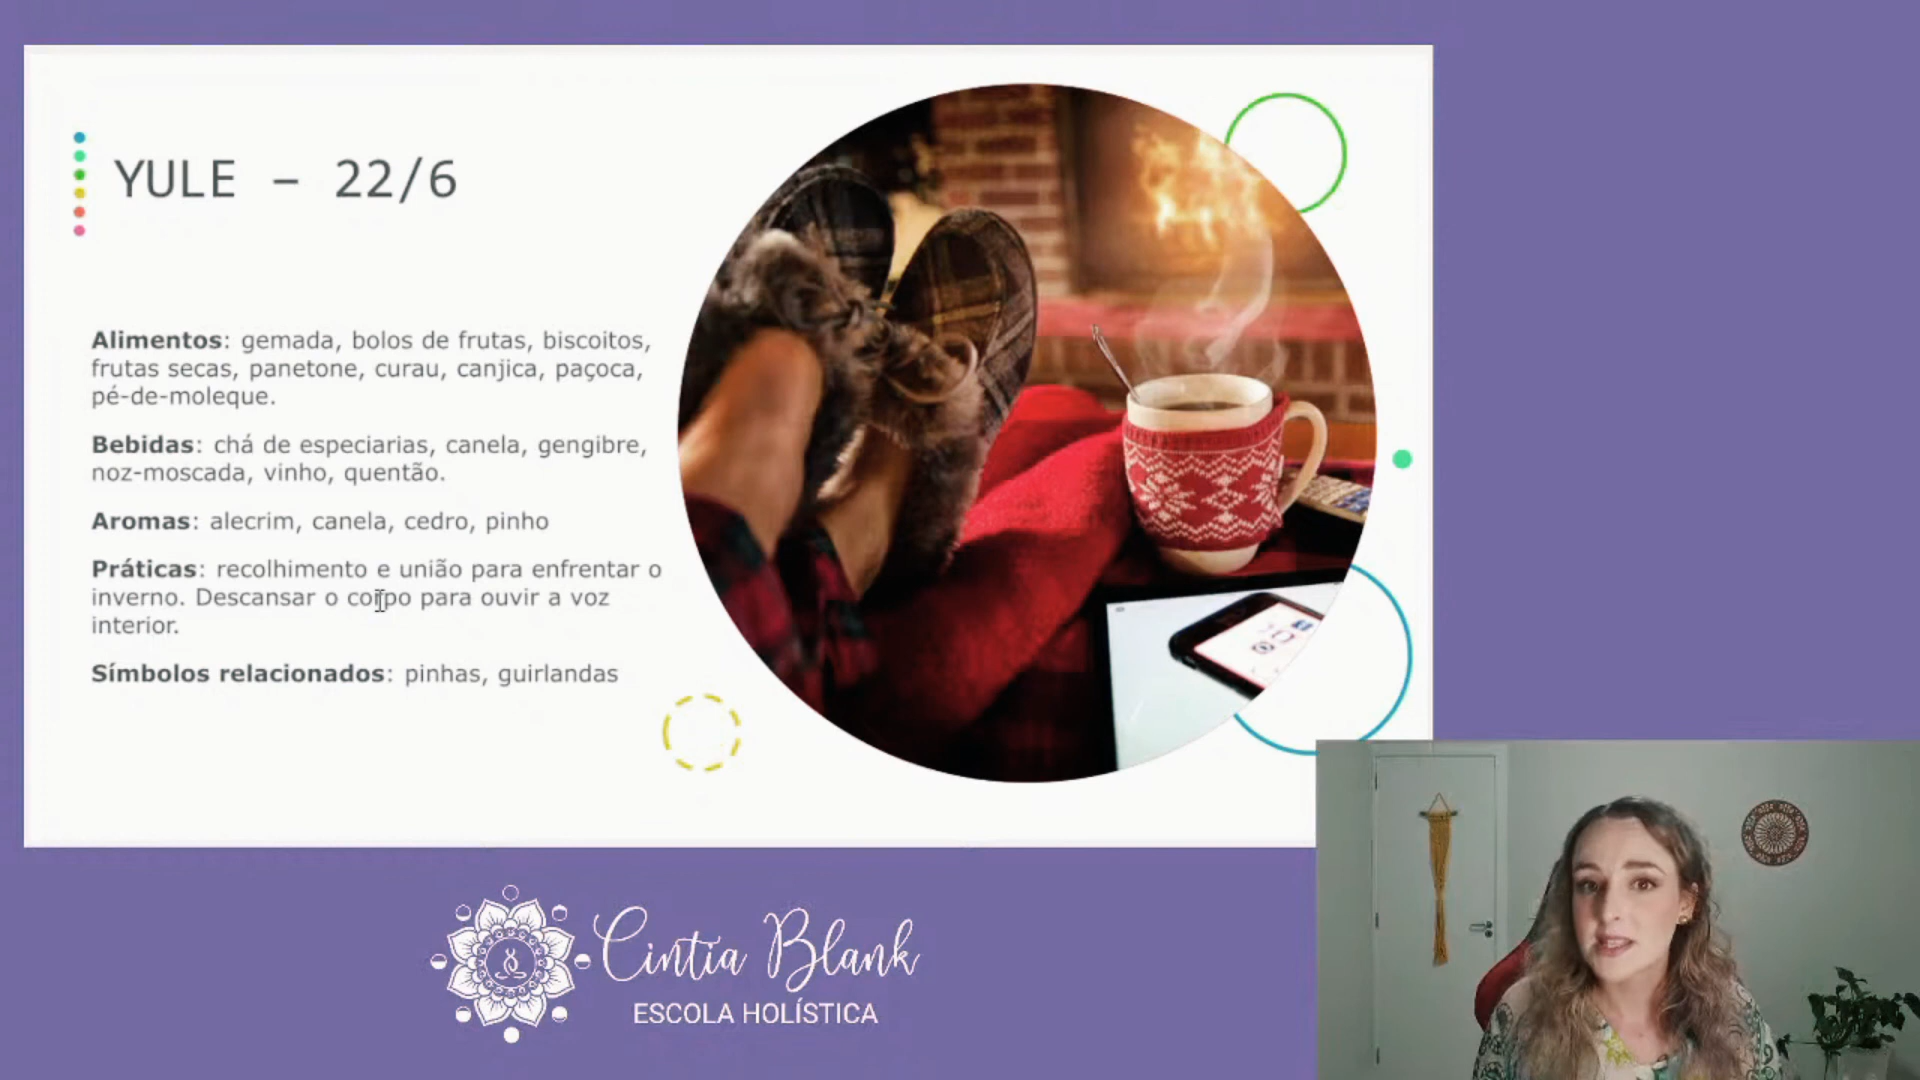 YULE – 22/6
Alimentos: gemada, bolos de frutas, biscoitos,
frutas secas, panetone, curau, canjica, paçoca,
pé-de-moleque.
Bebidas: chá de especiarias, canela, gengibre,
noz-moscada, vinho, quentão.
Aromas: alecrim, canela, cedro, pinho
Práticas: recolhimento e união para enfrentar o
inverno. Descansar o corpo para ouvir a voz
interior.
Símbolos relacionados: pinhas, guirlandas
Cintia Blank
ESCOLA HOLÍSTICA